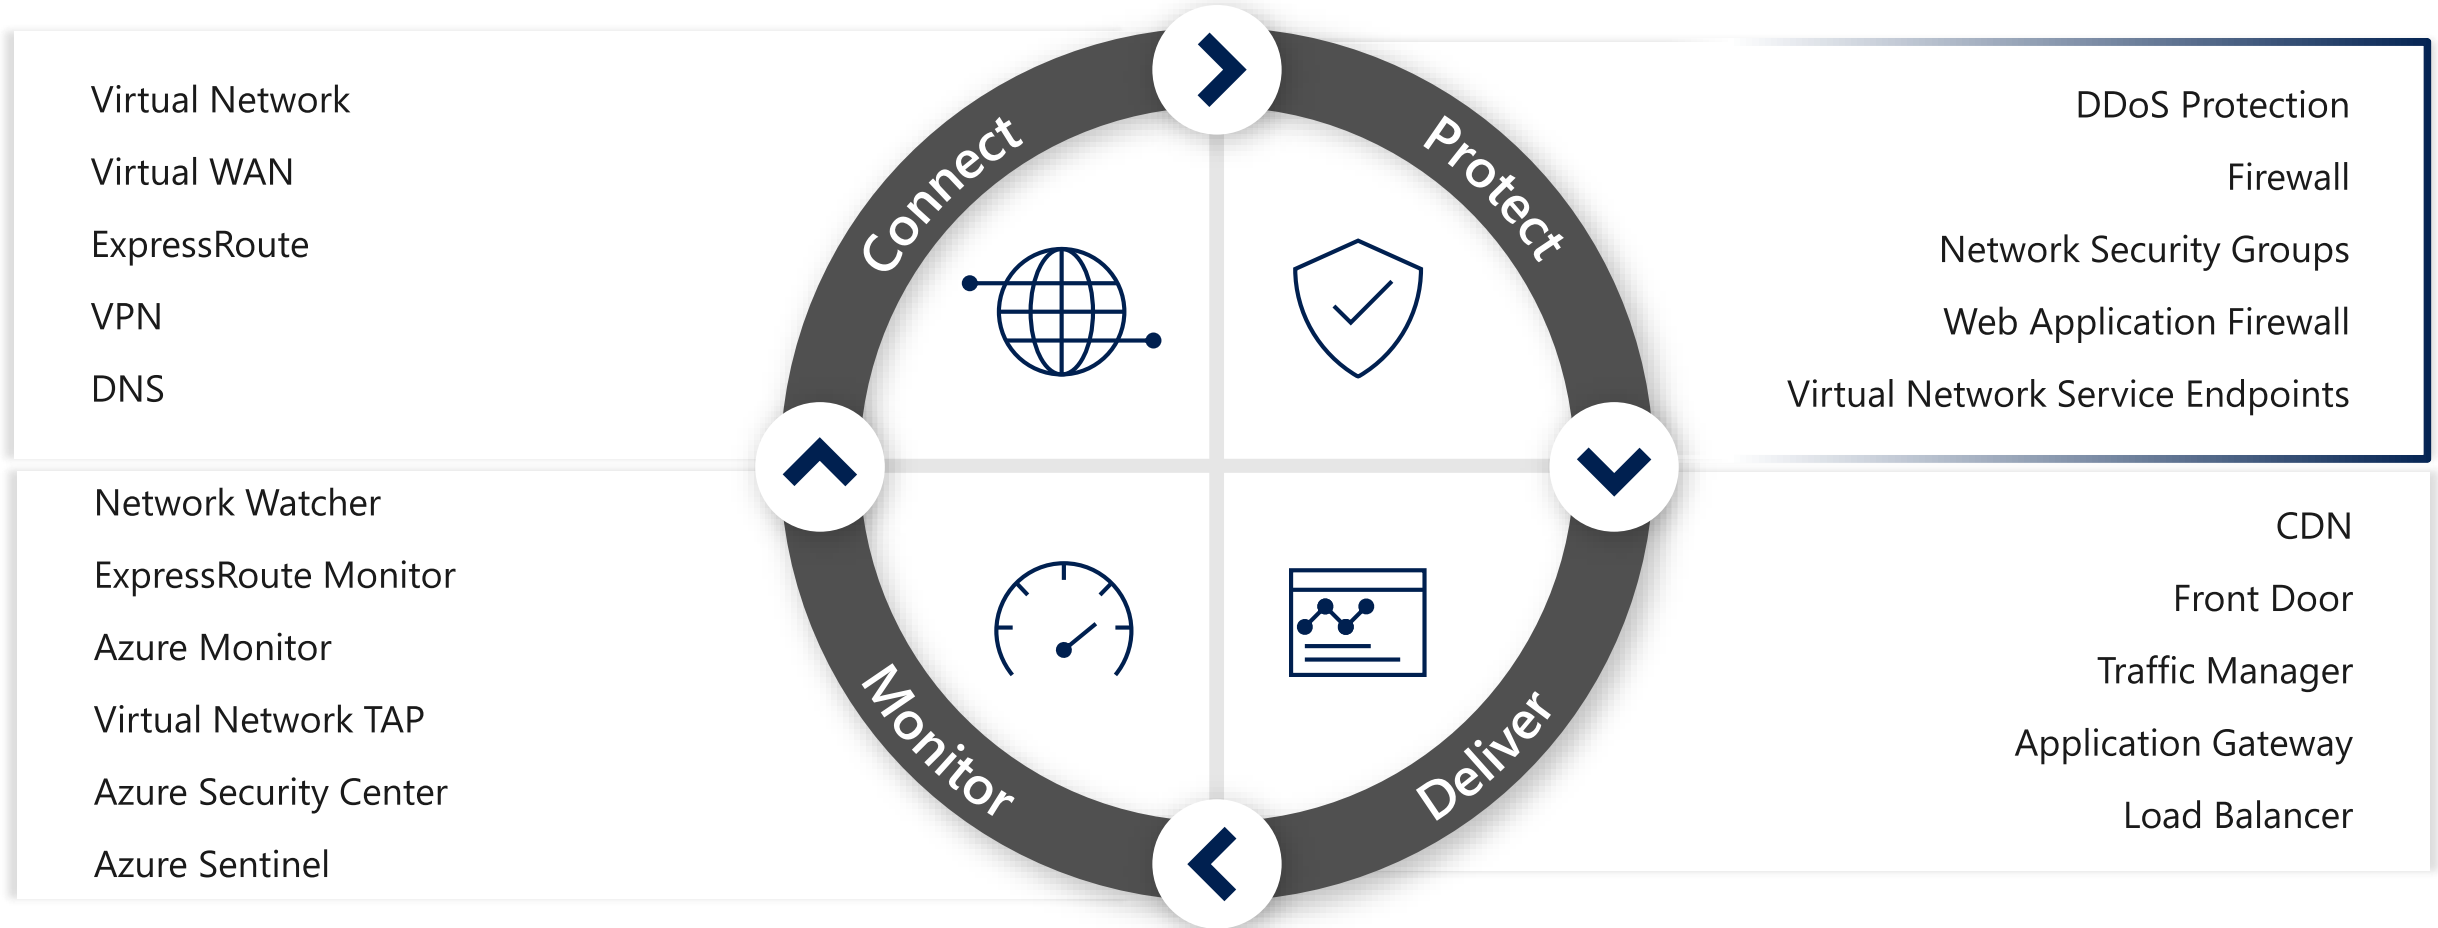 Virtual Network
Virtual WAN
ExpressRoute
VPN
DNS
Connect
Protect
DDoS Protection
Firewall
Network Security Groups
Web Application Firewall
Virtual Network Service Endpoints
Network Watcher
ExpressRoute Monitor
Azure Monitor
Virtual Network TAP
Azure Security Center
Azure Sentinel
Monitor
Deliver
CDN
Front Door
Traffic Manager
Application Gateway
Load Balancer